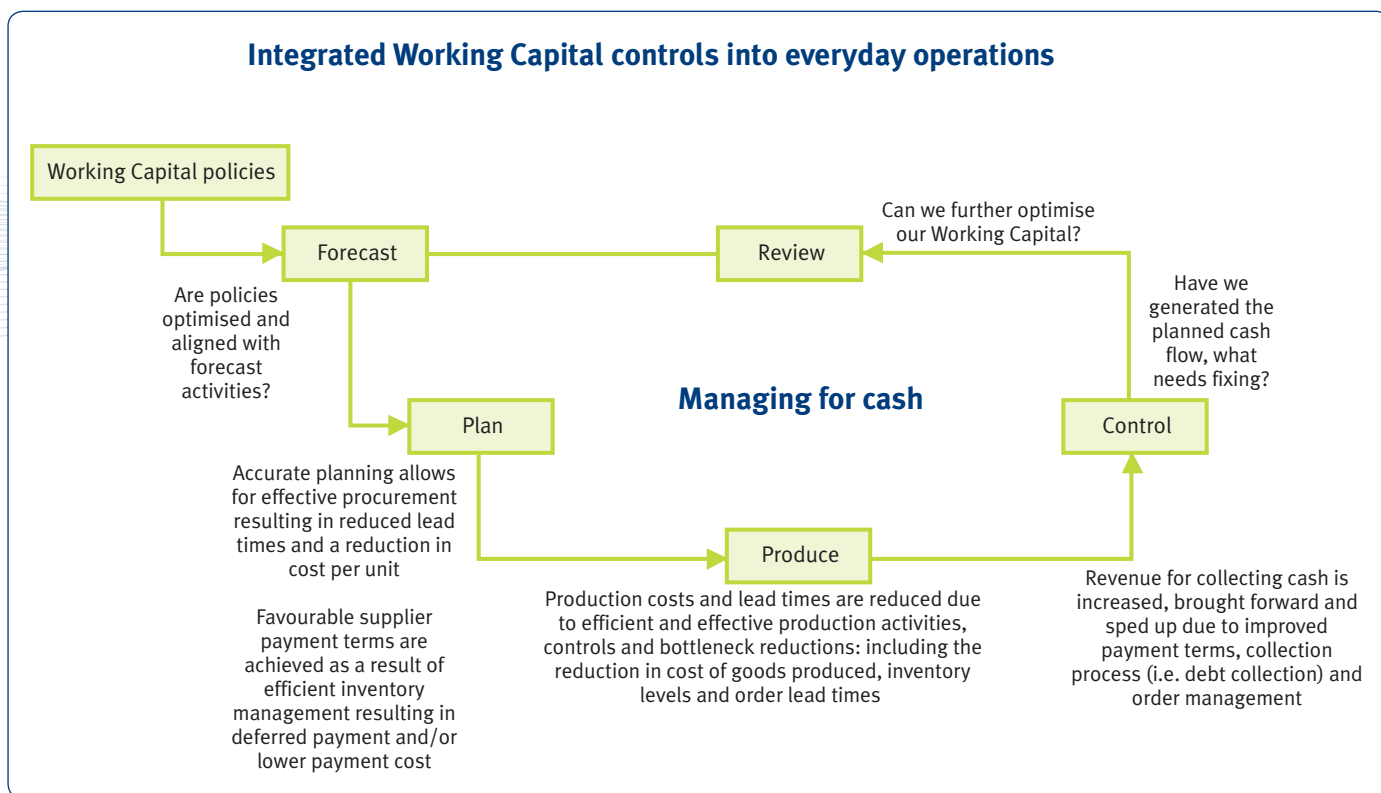 Integrated Working Capital controls into everyday operations
Working Capital policies
Forecast
Review
Can we further optimise
our Working Capital?
Are policies
optimised and
aligned with
forecast
activities?
Have we
generated the
planned cash
flow, what
needs fixing?
Managing for cash
Plan
Control
Accurate planning allows
for effective procurement
resulting in reduced lead
times and a reduction in
cost per unit
Favourable supplier
payment terms are
achieved as a result of
efficient inventory
management resulting in
deferred payment and/or
lower payment cost
Produce
Production costs and lead times are reduced due
to efficient and effective production activities,
controls and bottleneck reductions: including the
reduction in cost of goods produced, inventory
levels and order lead times
Revenue for collecting cash is
increased, brought forward and
sped up due to improved
payment terms, collection
process (i.e. debt collection) and
order management